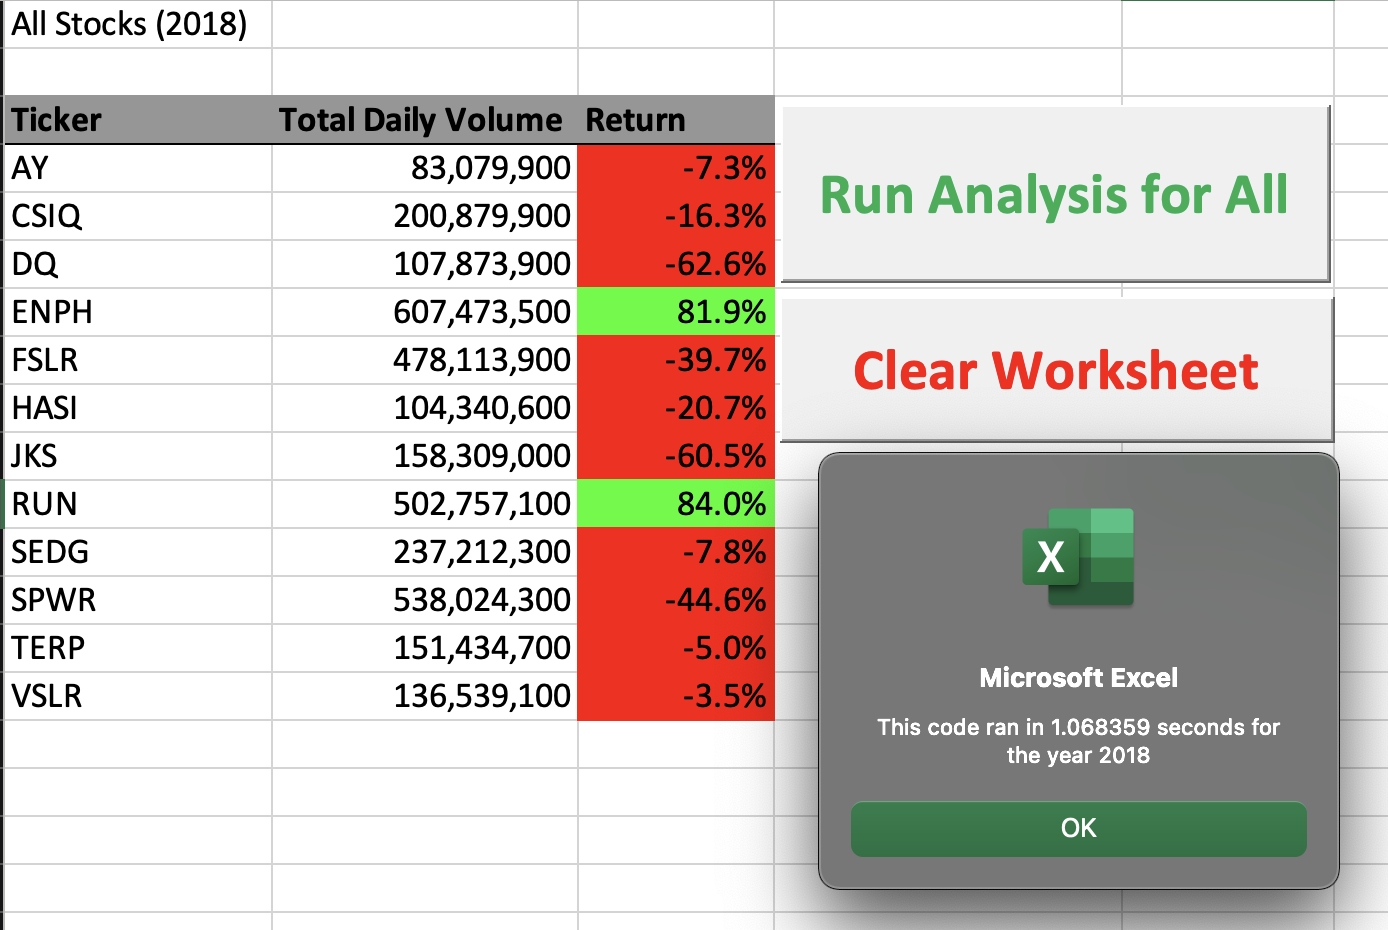 All Stocks (2018)
Ticker Total Daily Volume Return
AY 83,079,900 -7.3%
CSIQ 200,879,900 -16.3%
DQ 107,873,900 -62.6%
ENPH 607,473,500 81.9%
FSLR 478,113,900 -39.7%
HASI 104,340,600 -20.7%
JKS 158,309,000 -60.5%
RUN 502,757,100 84.0%
SEDG 237,212,300 -7.8%
SPWR 538,024,300 -44.6%
TERP 151,434,700 -5.0%
VSLR 136,539,100 -3.5%
Run Analysis for All
Clear Worksheet
X
Microsoft Excel
This code ran in 1.068359 seconds for
the year 2018
OK